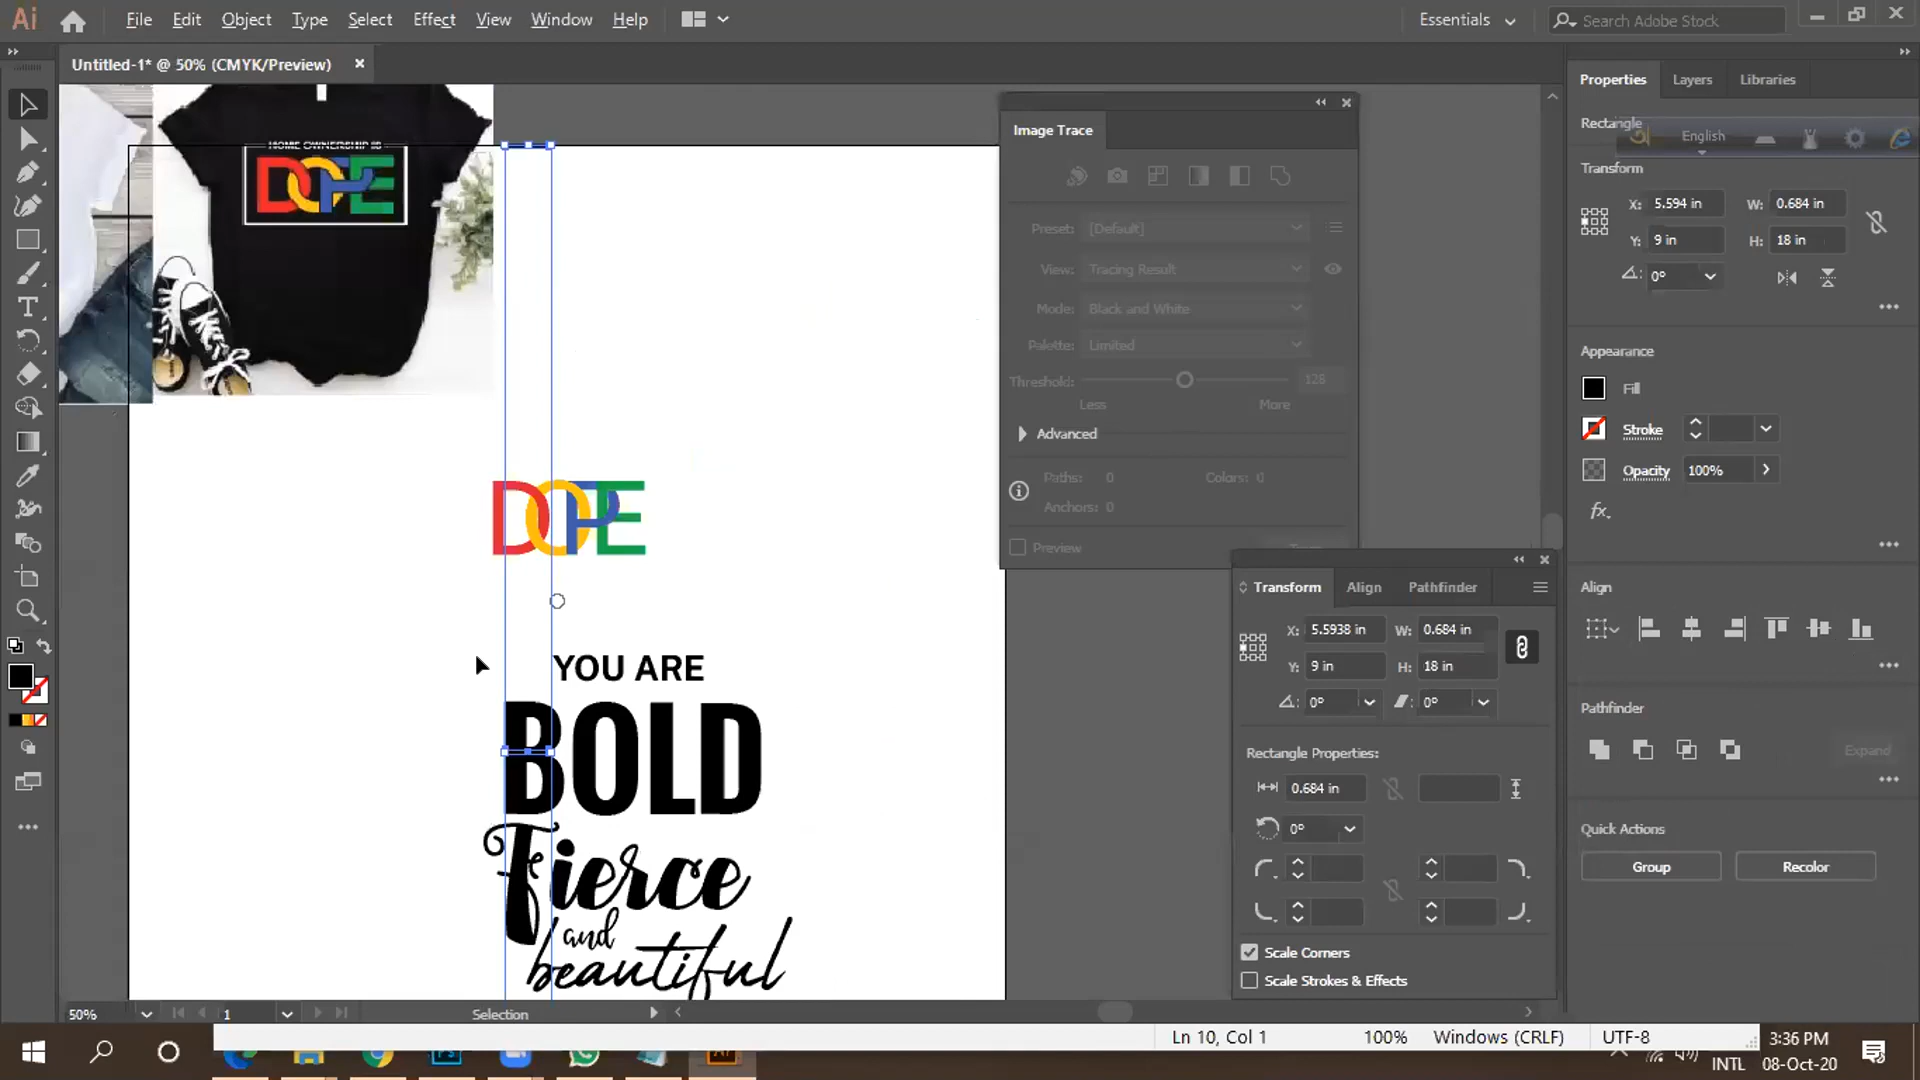 Ai File Edit Object Type Select Effect View Window Help Essentials Search Adobe Stock
Untitled-1* @ 50% (CMYK/Preview)
Properties Layers Libraries
Rectangle
English
Transform
X: 5.594 in W: 0.684 in
Y: 9 in H: 18 in
0°
Appearance
Fill
Stroke
Opacity 100%
fx
Align
Pathfinder
Expand
Quick Actions
Group Recolor
Image Trace
Preset: [Default]
View: Tracing Result
Mode: Black and White
Palette: Limited
Threshold: 128
Less More
Advanced
Paths: 0 Colors: 0
Anchors: 0
Preview
Transform Align Pathfinder
X: 5.5938 in W: 0.684 in
Y: 9 in H: 18 in
0° 0°
Rectangle Properties:
0.684 in
0°
Scale Corners
Scale Strokes & Effects
HOME OWNERSHIP IS
DOPE
DOPE
YOU ARE
BOLD
Fierce
and
beautiful
50% 1 Selection
Ln 10, Col 1 100% Windows (CRLF) UTF-8
3:36 PM
INTL 08-Oct-20